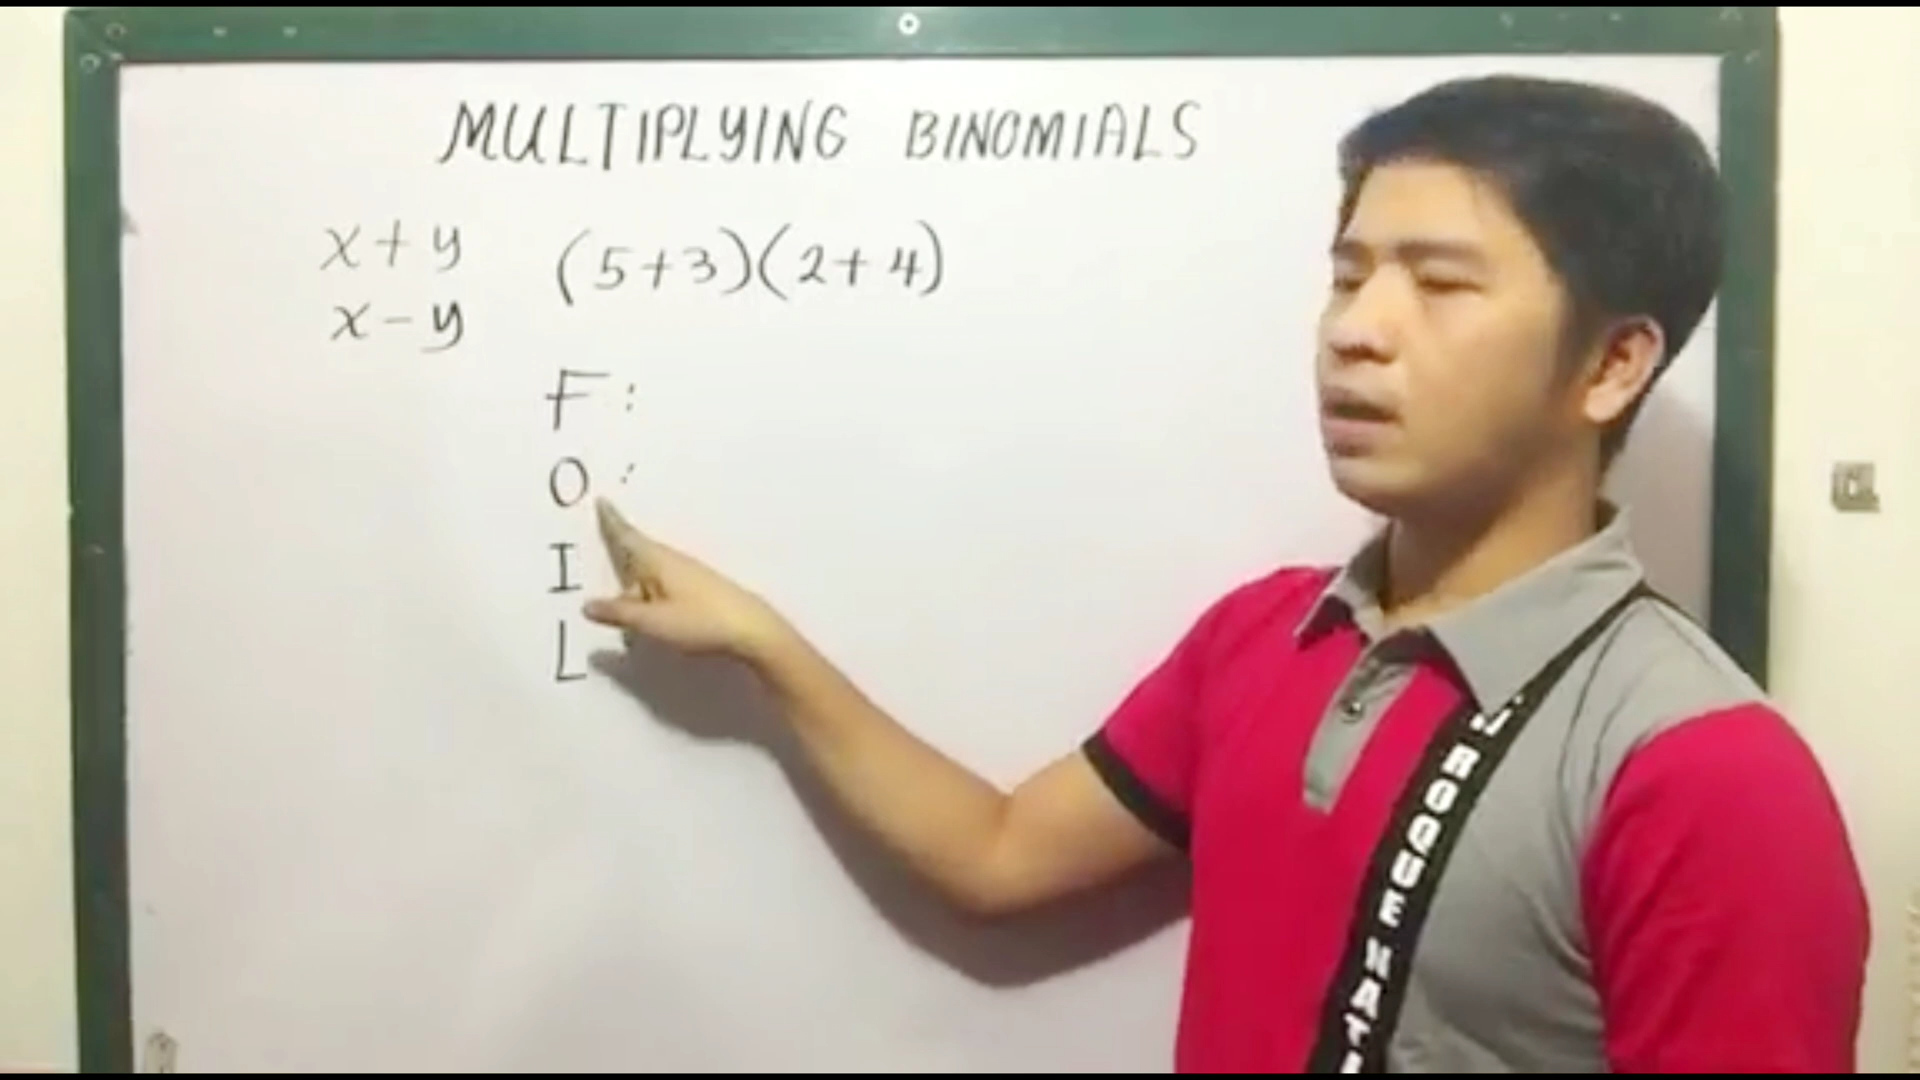 MULTIPLYING BINOMIALS
x+y (5+3)(2+4)
x-y
F:
O:
I
L